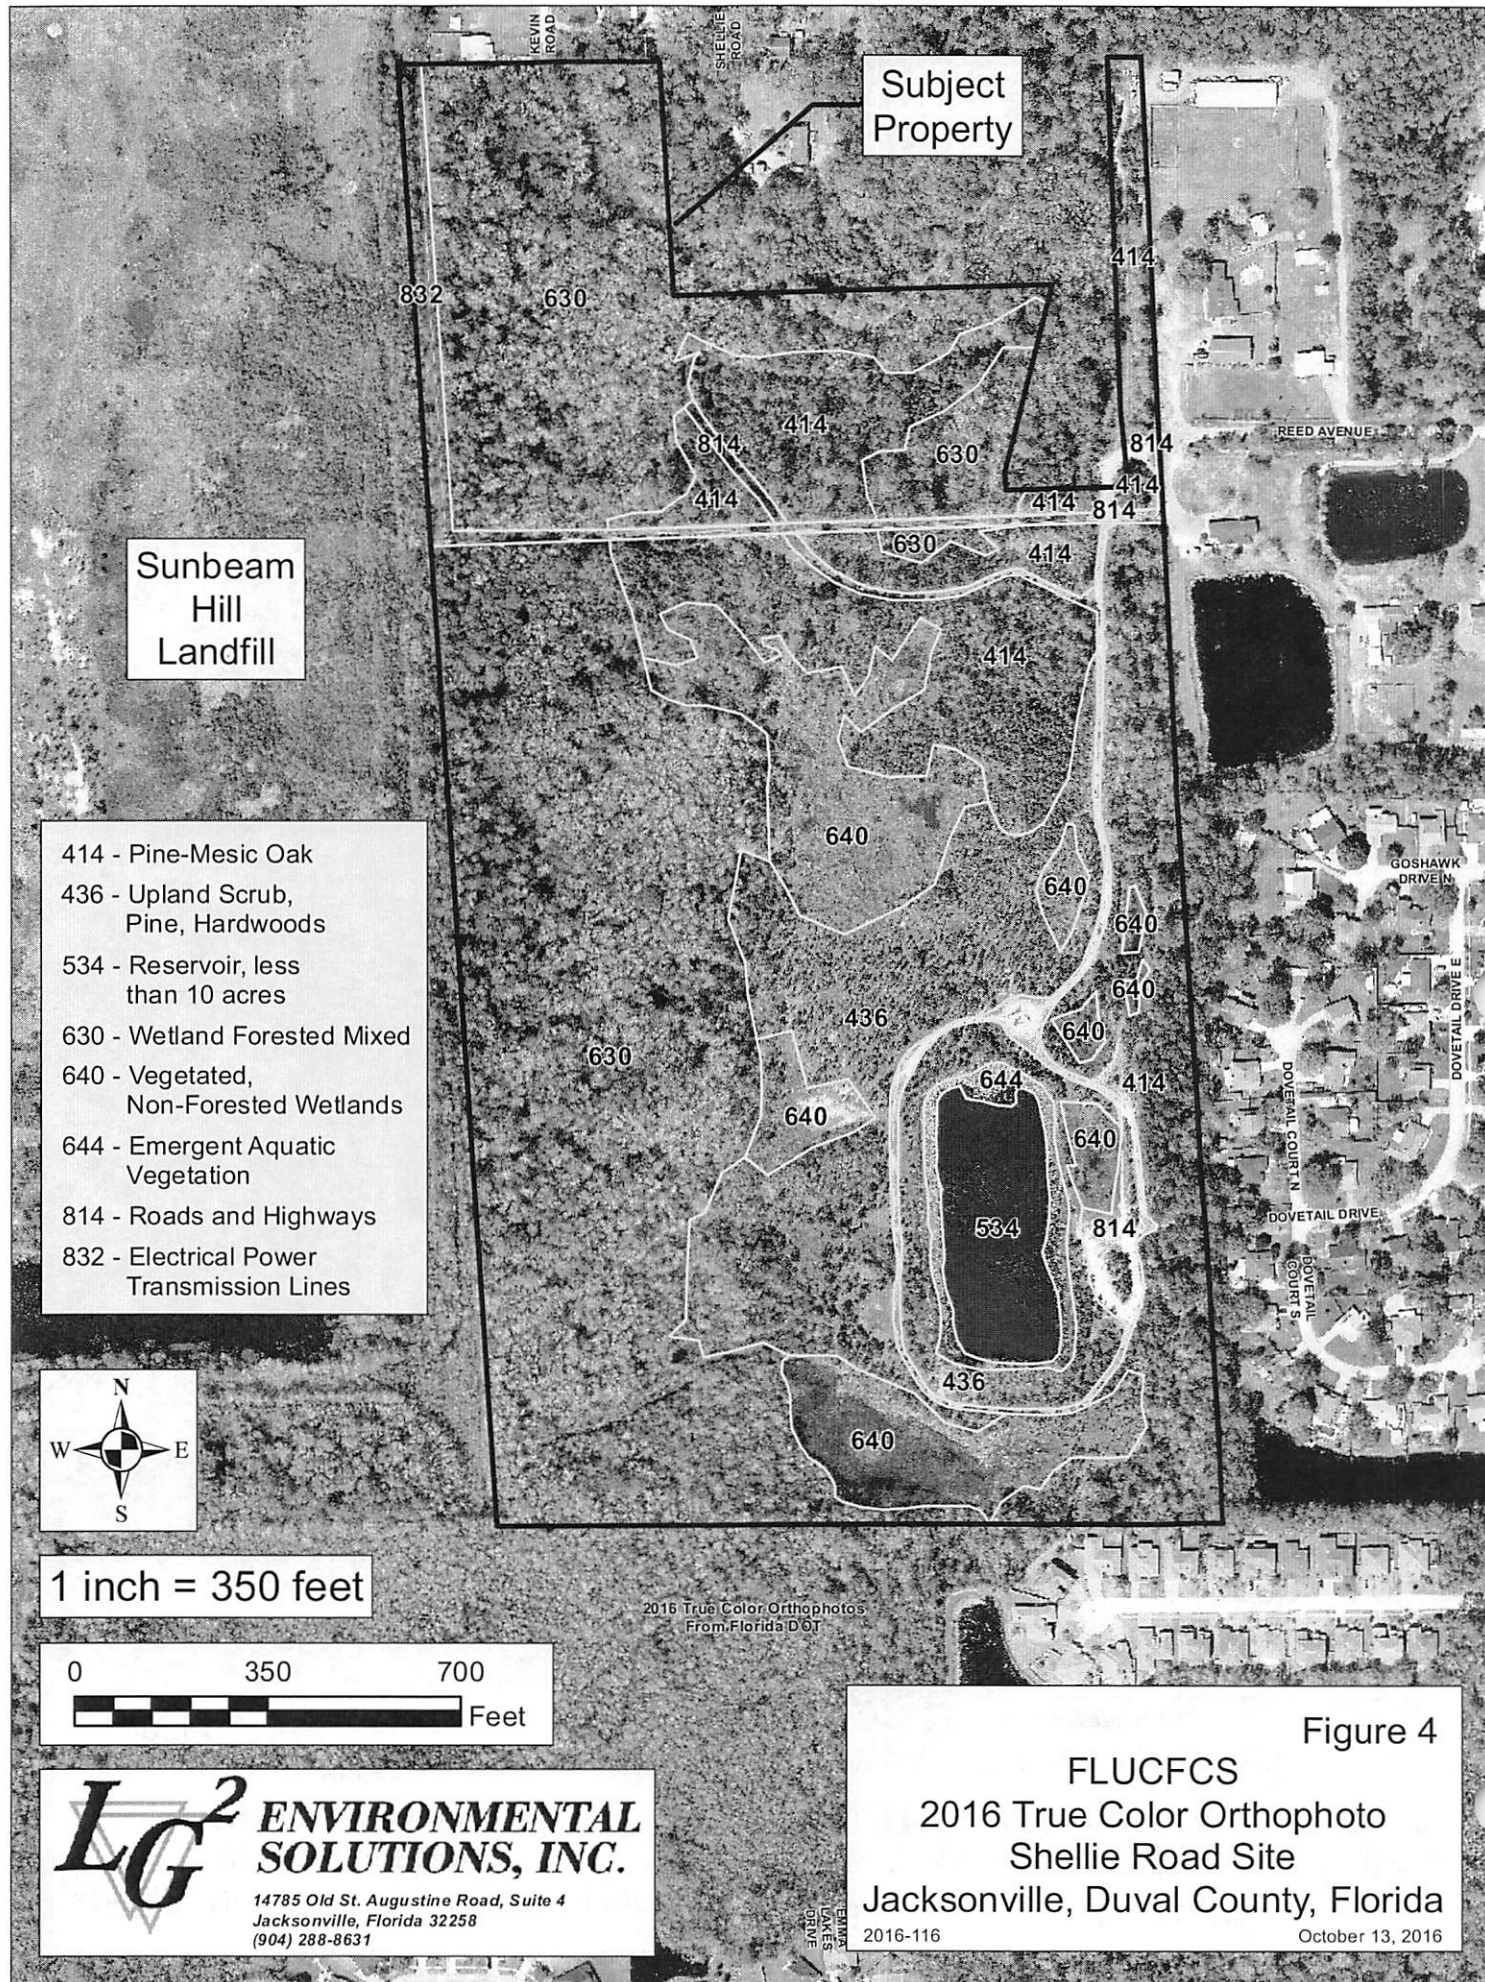 KEVIN
ROAD
SHELLIE
ROAD
Subject
Property
414
832
630
414
814
414
630
814
414
414
814
414
630
414
REED AVENUE
Sunbeam
Hill
Landfill
414
640
640
640
640
640
436
630
640
644
414
640
534
814
436
640
GOSHAWK
DRIVE N
DOVETAIL DRIVE E
DOVETAIL COURT N
DOVETAIL DRIVE
DOVETAIL
COURT S
414 - Pine-Mesic Oak
436 - Upland Scrub,
Pine, Hardwoods
534 - Reservoir, less
than 10 acres
630 - Wetland Forested Mixed
640 - Vegetated,
Non-Forested Wetlands
644 - Emergent Aquatic
Vegetation
814 - Roads and Highways
832 - Electrical Power
Transmission Lines
N
W E
S
1 inch = 350 feet
2016 True Color Orthophotos
From Florida DOT
0 350 700
Feet
LG2 ENVIRONMENTAL
SOLUTIONS, INC.
14785 Old St. Augustine Road, Suite 4
Jacksonville, Florida 32258
(904) 288-8631
EMMA
LAKES
DRIVE
Figure 4
FLUCFCS
2016 True Color Orthophoto
Shellie Road Site
Jacksonville, Duval County, Florida
2016-116 October 13, 2016